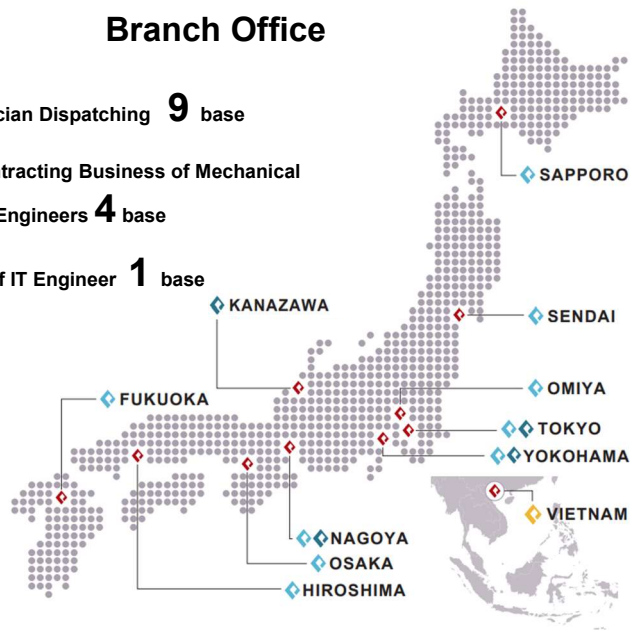 Branch Office
cian Dispatching 9 base
ntracting Business of Mechanical
Engineers 4 base
f IT Engineer 1 base
SAPPORO
KANAZAWA
SENDAI
OMIYA
FUKUOKA
TOKYO
YOKOHAMA
VIETNAM
NAGOYA
OSAKA
HIROSHIMA